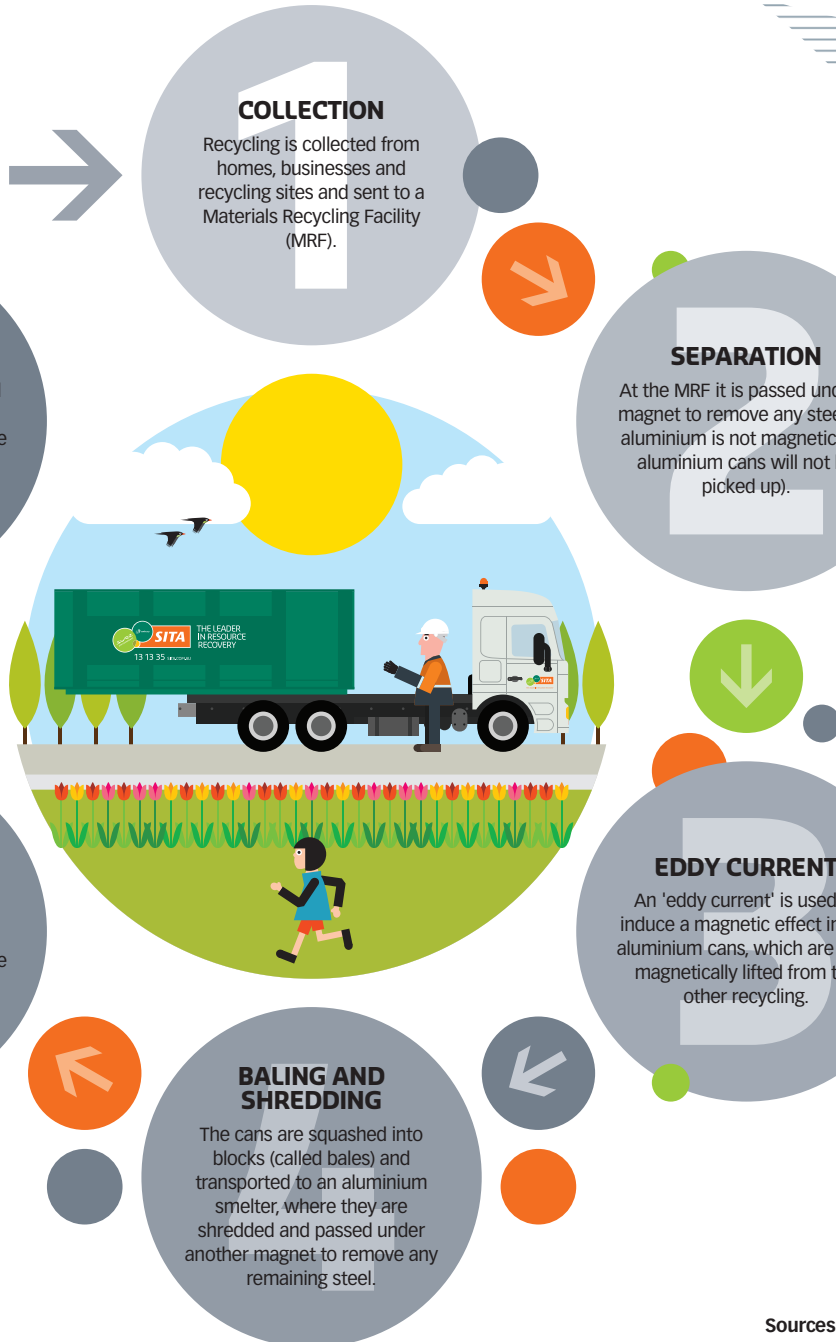 1
COLLECTION
Recycling is collected from
homes, businesses and
recycling sites and sent to a
Materials Recycling Facility
(MRF).
2
SEPARATION
At the MRF it is passed
magnet to remove any
aluminium is not magnetic
aluminium cans will not
picked up).
SITA
THE LEADER
IN RESOURCE
RECOVERY
13 13 35
SITA
3
EDDY CURRENT
An 'eddy current' is used
induce a magnetic effect
aluminium cans, which are
magnetically lifted from
other recycling.
4
BALING AND
SHREDDING
The cans are squashed into
blocks (called bales) and
transported to an aluminium
smelter, where they are
shredded and passed under
another magnet to remove any
remaining steel.
Sources